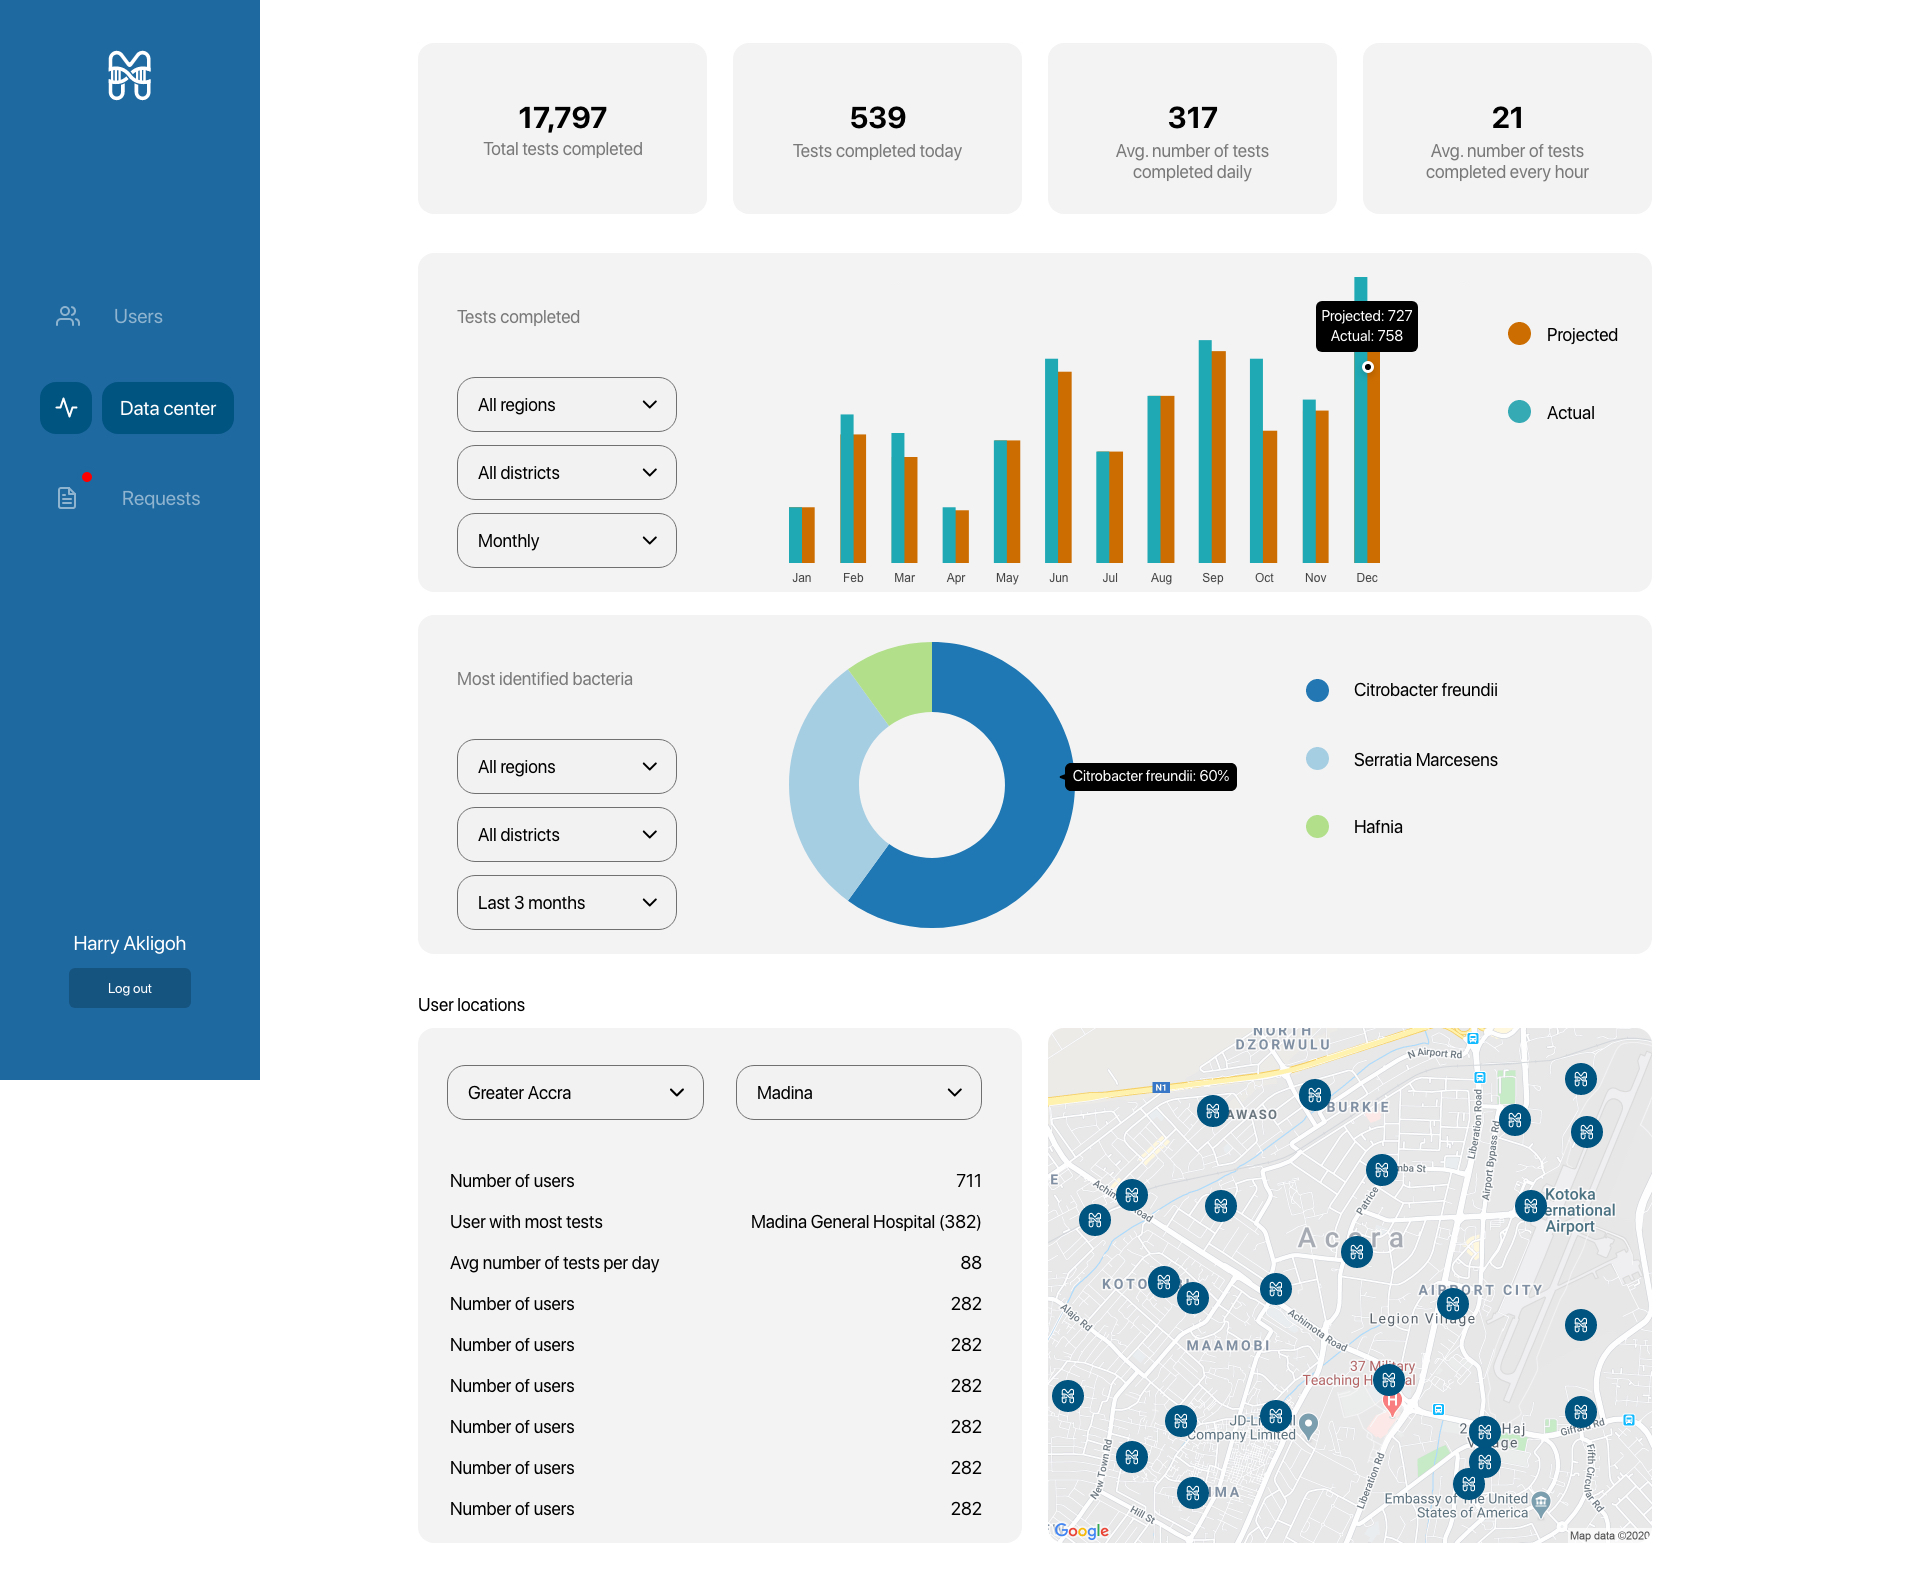 Users
Data center
Requests
Harry Akligoh
Log out
17,797
Total tests completed
539
Tests completed today
317
Avg. number of tests
completed daily
21
Avg. number of tests
completed every hour
Tests completed
All regions
All districts
Monthly
Projected: 727
Actual: 758
Jan Feb Mar Apr May Jun Jul Aug Sep Oct Nov Dec
Projected
Actual
Most identified bacteria
All regions
All districts
Last 3 months
Citrobacter freundii: 60%
Citrobacter freundii
Serratia Marcesens
Hafnia
User locations
Greater Accra
Madina
Number of users 711
User with most tests Madina General Hospital (382)
Avg number of tests per day 88
Number of users 282
Number of users 282
Number of users 282
Number of users 282
Number of users 282
Number of users 282
NORTH
DZORWULU
N Airport Rd
N1
BURKIE
Liberation Road
Airport Bypass Rd
Patrice
Kotoka
Airport
Alajo Rd
Achimota Road
AIRPORT CITY
Legion Village
MAAMOBI
37 Military
Teaching Hospital
H
Company Limited
Giffard Rd
Fifth Circular Rd
New Town Rd
Liberation Rd
Hill St
Embassy of The United
States of America
Google
Map data ©2020